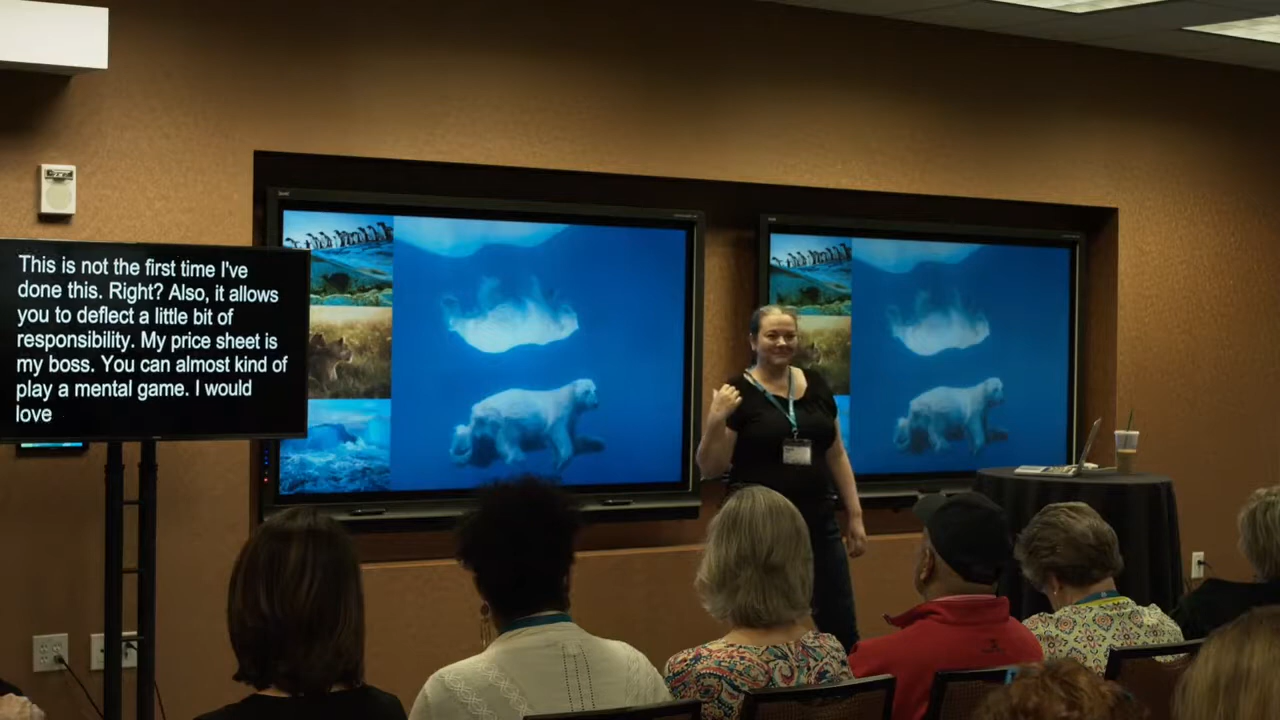 This is not the first time I've
done this. Right? Also, it allows
you to deflect a little bit of
responsibility. My price sheet is
my boss. You can almost kind of
play a mental game. I would
love